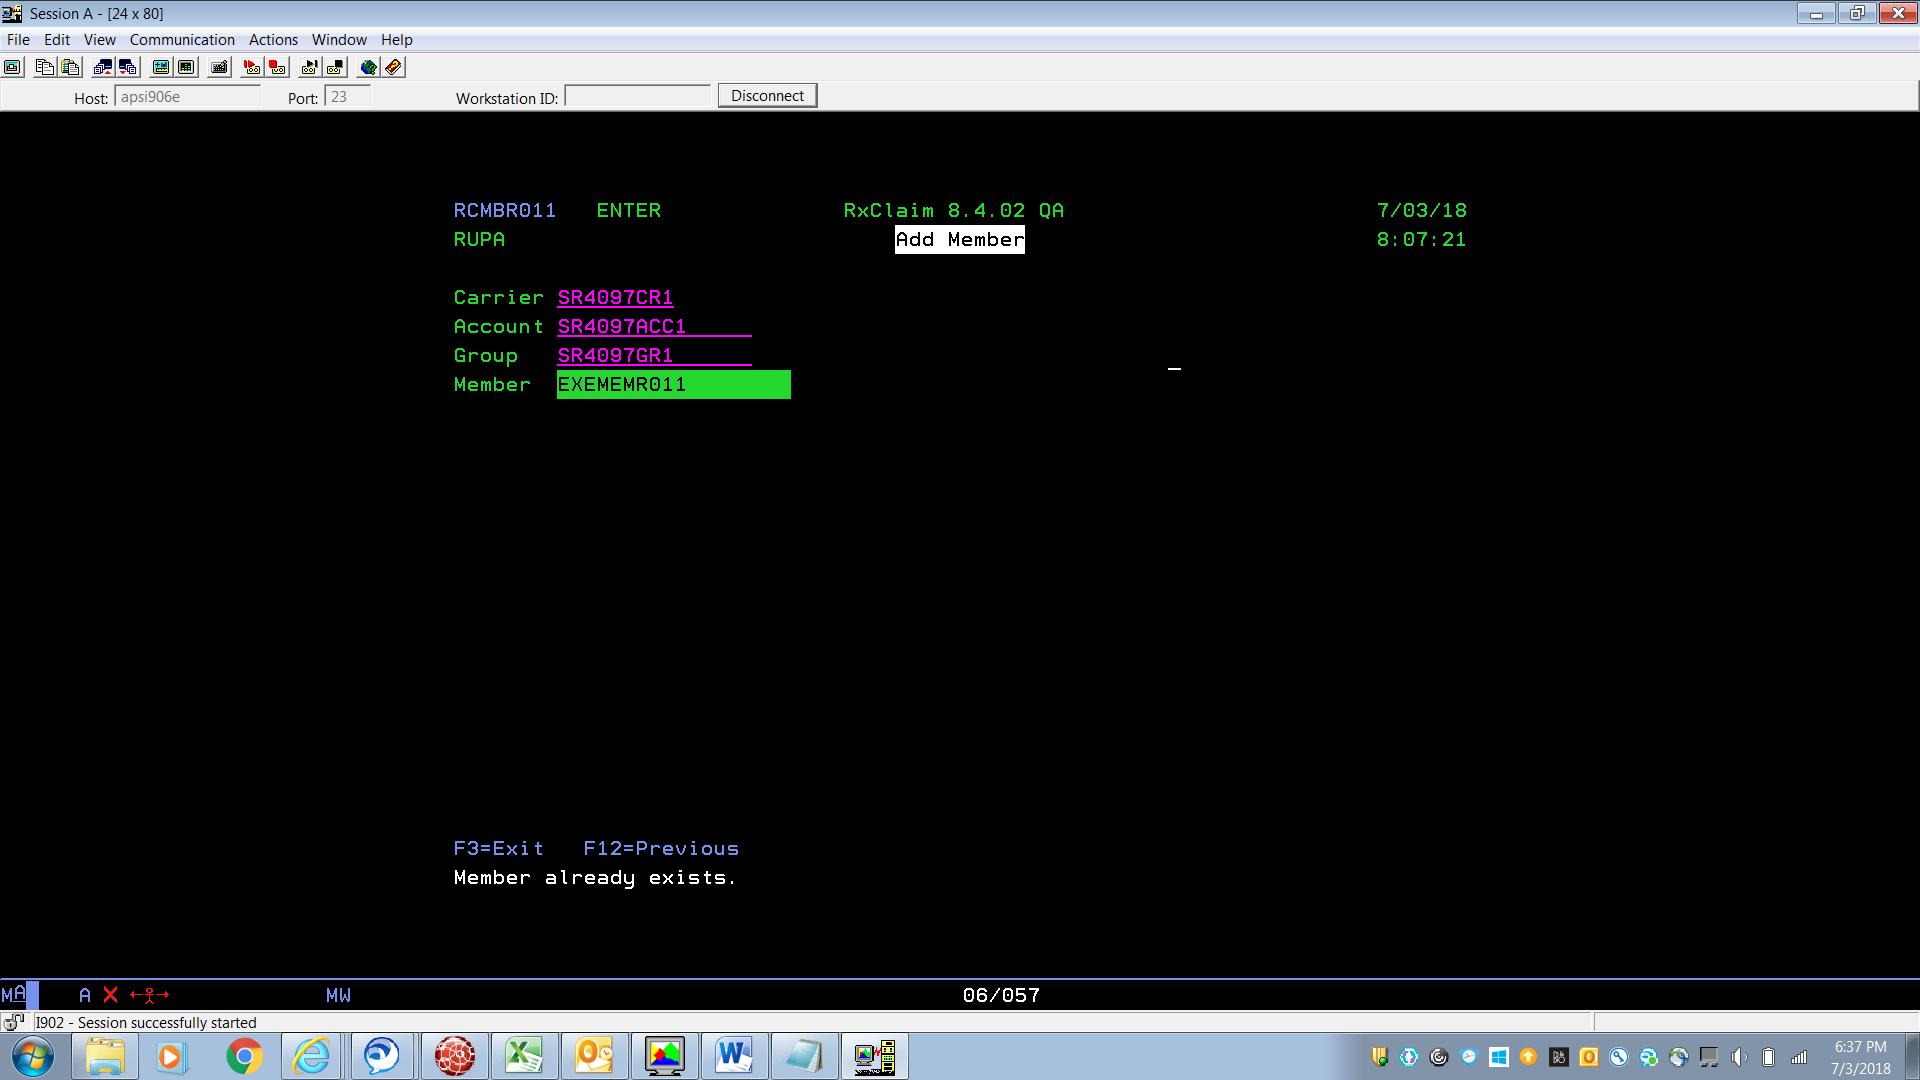 Session A - [24 x 80]
File Edit View Communication Actions Window Help
Host: apsi906e Port: 23 Workstation ID: Disconnect
RCMBR011 ENTER RxClaim 8.4.02 QA 7/03/18
RUPA Add Member 8:07:21
Carrier SR4097CR1
Account SR4097ACC1
Group SR4097GR1
Member EXEMEMR011
F3=Exit F12=Previous
Member already exists.
MA A MW 06/057
I902 - Session successfully started
6:37 PM
7/3/2018